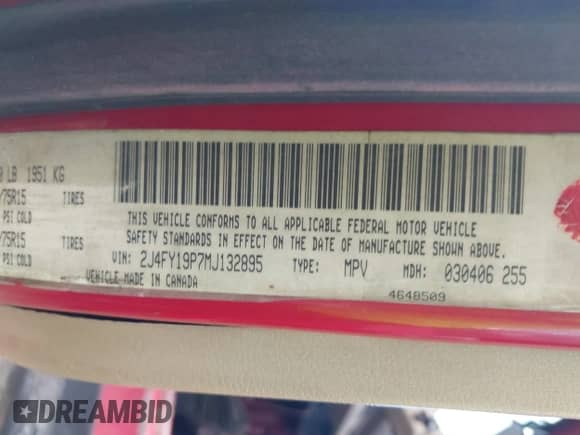 LB 1951 KG
/75R15 TIRES
PSI COLD
/75R15 TIRES
PSI COLD
THIS VEHICLE CONFORMS TO ALL APPLICABLE FEDERAL MOTOR VEHICLE
SAFETY STANDARDS IN EFFECT ON THE DATE OF MANUFACTURE SHOWN ABOVE.
VIN: 2J4FY19P7MJ132895 TYPE: MPV MDH: 030406 255
VEHICLE MADE IN CANADA 4648509
DREAMBID